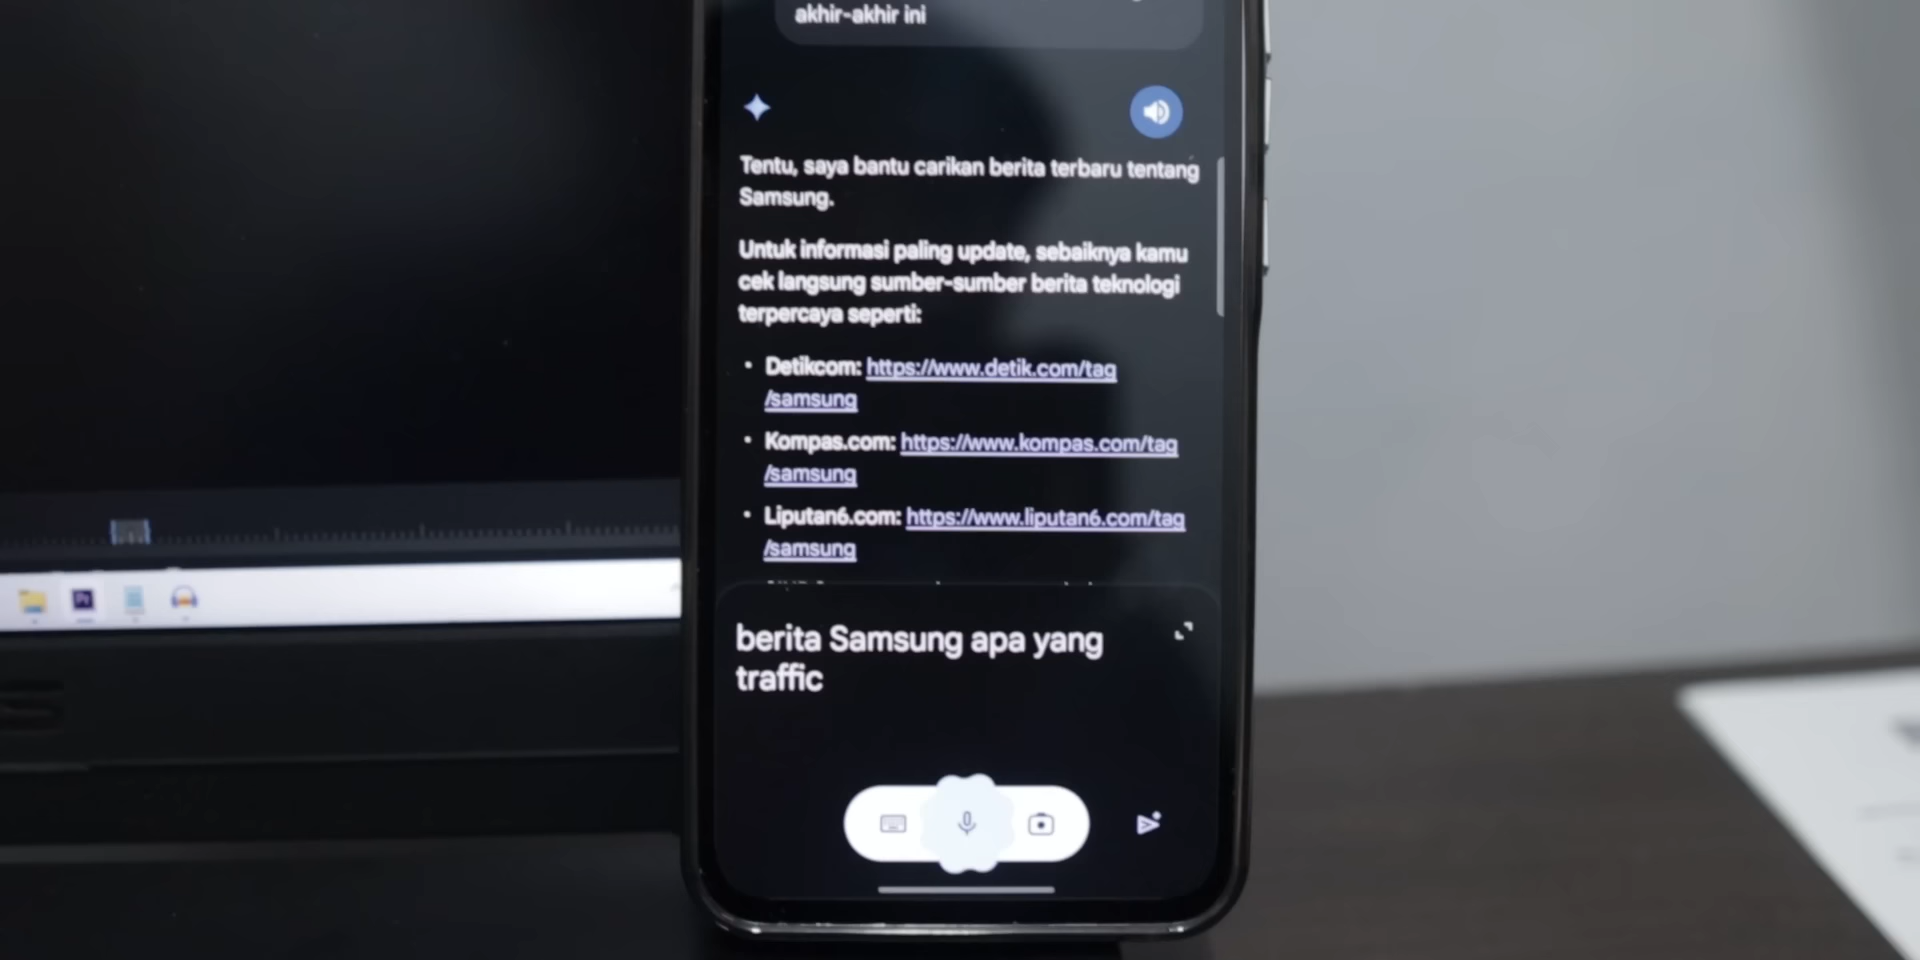 akhir-akhir ini
Tentu, saya bantu carikan berita terbaru tentang
Samsung.
Untuk informasi paling update, sebaiknya kamu
cek langsung sumber-sumber berita teknologi
terpercaya seperti:
• Detikcom: https://www.detik.com/tag
/samsung
• Kompas.com: https://www.kompas.com/tag
/samsung
• Liputan6.com: https://www.liputan6.com/tag
/samsung
berita Samsung apa yang
traffic
Pr